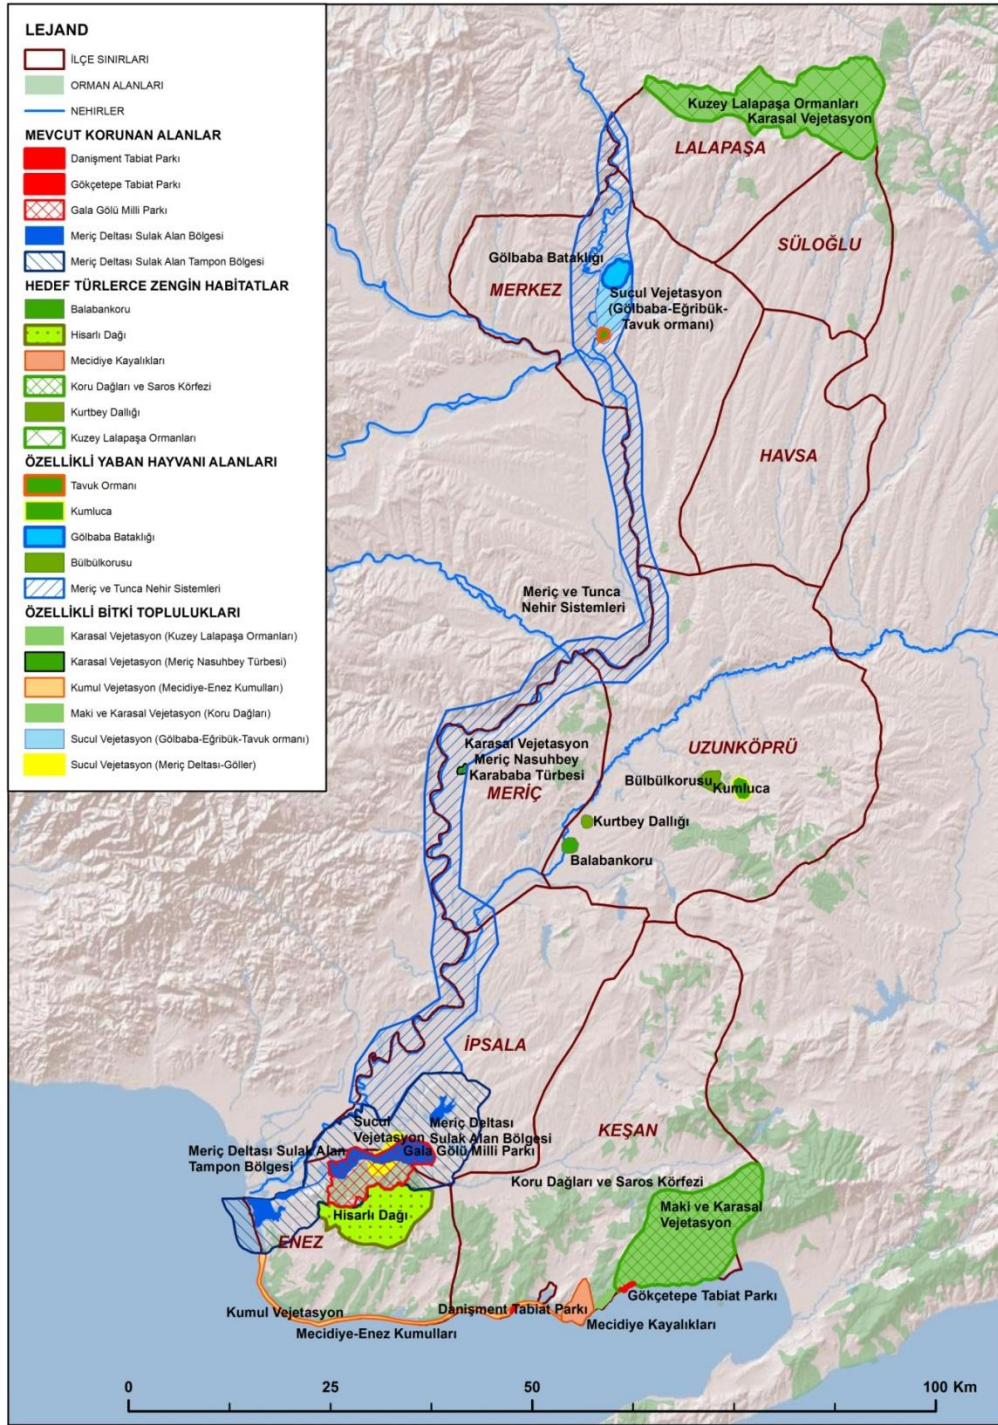 LEJAND
İLÇE SINIRLARI
ORMAN ALANLARI
NEHIRLER
MEVCUT KORUNAN ALANLAR
Danişment Tabiat Parkı
Gökçetepe Tabiat Parkı
Gala Gölü Milli Parkı
Meriç Deltası Sulak Alan Bölgesi
Meriç Deltası Sulak Alan Tampon Bölgesi
HEDEF TÜRLERCE ZENGİN HABİTATLAR
Balabankoru
Hisarlı Dağı
Mecidiye Kayalıkları
Koru Dağları ve Saros Körfezi
Kurtbey Dallığı
Kuzey Lalapaşa Ormanları
ÖZELLİKLİ YABAN HAYVANI ALANLARI
Tavuk Ormanı
Kumluca
Gölbaba Bataklığı
Bülbülkorusu
Meriç ve Tunca Nehir Sistemleri
ÖZELLİKLİ BİTKİ TOPLULUKLARI
Karasal Vejetasyon (Kuzey Lalapaşa Ormanları)
Karasal Vejetasyon (Meriç Nasuhbey Türbesi)
Kumul Vejetasyon (Mecidiye-Enez Kumulları)
Maki ve Karasal Vejetasyon (Koru Dağları)
Sucul Vejetasyon (Gölbaba-Eğribük-Tavuk ormanı)
Sucul Vejetasyon (Meriç Deltası-Göller)
Kuzey Lalapaşa Ormanları
Karasal Vejetasyon
LALAPAŞA
SÜLOĞLU
Gölbaba Bataklığı
MERKEZ
Sucul Vejetasyon
(Gölbaba-Eğribük-
Tavuk ormanı)
HAVSA
Meriç ve Tunca
Nehir Sistemleri
Karasal Vejetasyon
Meriç Nasuhbey
Karababa Türbesi
MERİÇ
UZUNKÖPRÜ
Bülbülkorusu
Kumluca
Kurtbey Dallığı
Balabankoru
İPSALA
KEŞAN
Sucul
Vejetasyon
Meriç Deltası
Sulak Alan Bölgesi
Gala Gölü Milli Parkı
Meriç Deltası Sulak Alan
Tampon Bölgesi
Koru Dağları ve Saros Körfezi
Maki ve Karasal
Vejetasyon
Hisarlı Dağı
ENEZ
Gökçetepe Tabiat Parkı
Kumul Vejetasyon
Danişment Tabiat Parkı
Mecidiye Kayalıkları
Mecidiye-Enez Kumulları
0 25 50 100 Km